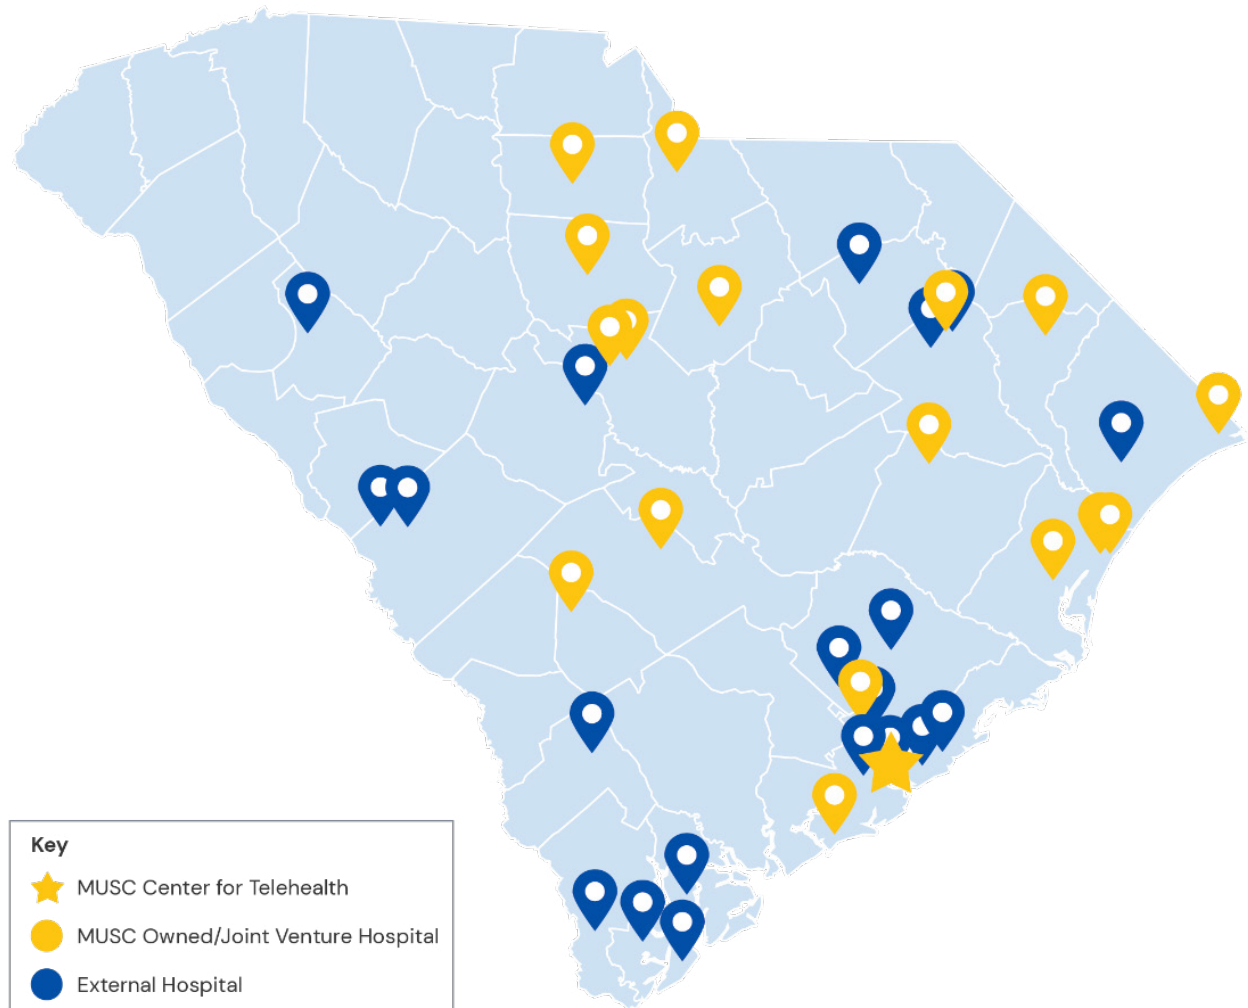 Key
MUSC Center for Telehealth
MUSC Owned/Joint Venture Hospital
External Hospital